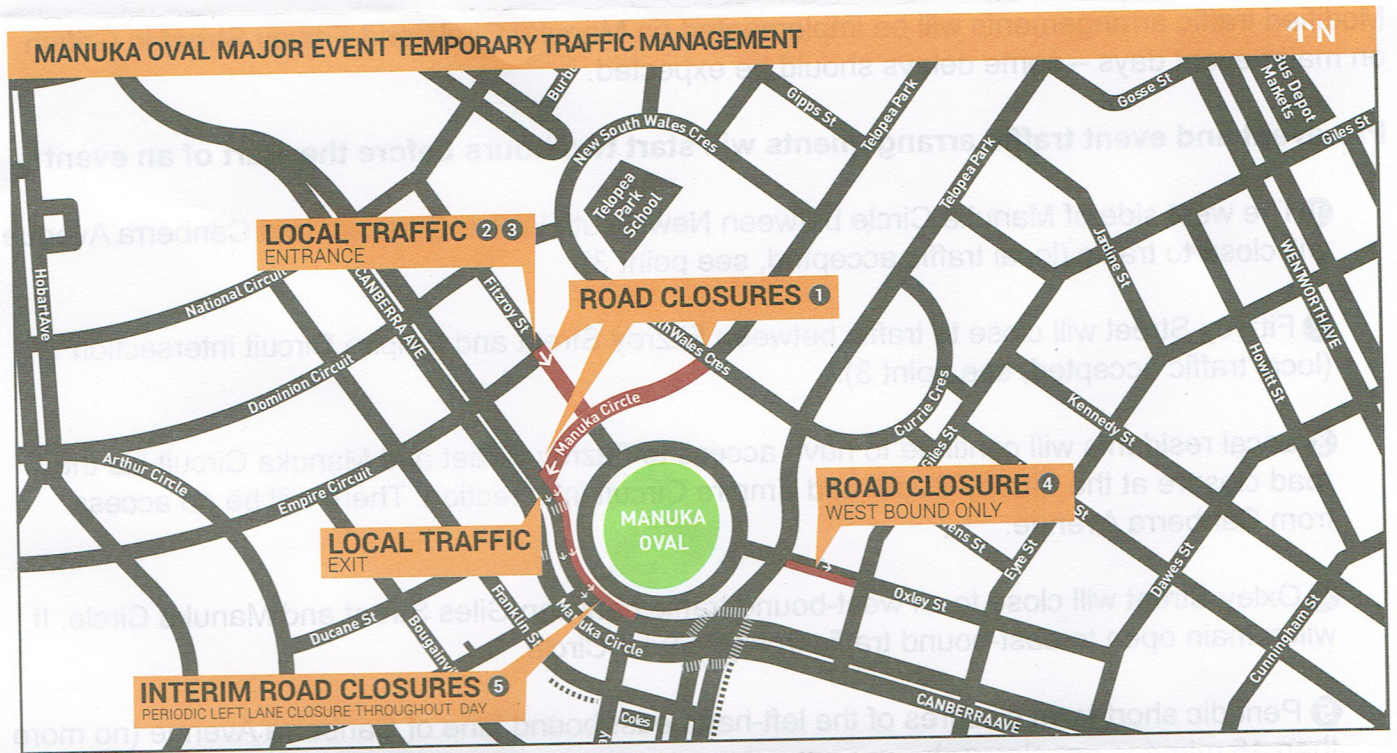 MANUKA OVAL MAJOR EVENT TEMPORARY TRAFFIC MANAGEMENT
N
Bus Depot
Markets
Gosse St
Giles St
Gipps St
Telopea Park
Telopea Park
New South Wales Cres
Telopea
Park
School
LOCAL TRAFFIC 2 3
ENTRANCE
Hobart Ave
National Circuit
CANBERRA AVE
Fitzroy St
ROAD CLOSURES 1
Jardine St
WENTWORTH AVE
Howitt St
Dominion Circuit
Manuka Circle
Currie Cres
Giles St
Kennedy St
Arthur Circle
Empire Circuit
ROAD CLOSURE 4
WEST BOUND ONLY
MANUKA
OVAL
LOCAL TRAFFIC
EXIT
Eyre St
Dawes St
Oxley St
Cunningham St
Ducane St
Franklin St
Manuka Circle
INTERIM ROAD CLOSURES 5
PERIODIC LEFT LANE CLOSURE THROUGHOUT DAY
Coles
CANBERRA AVE